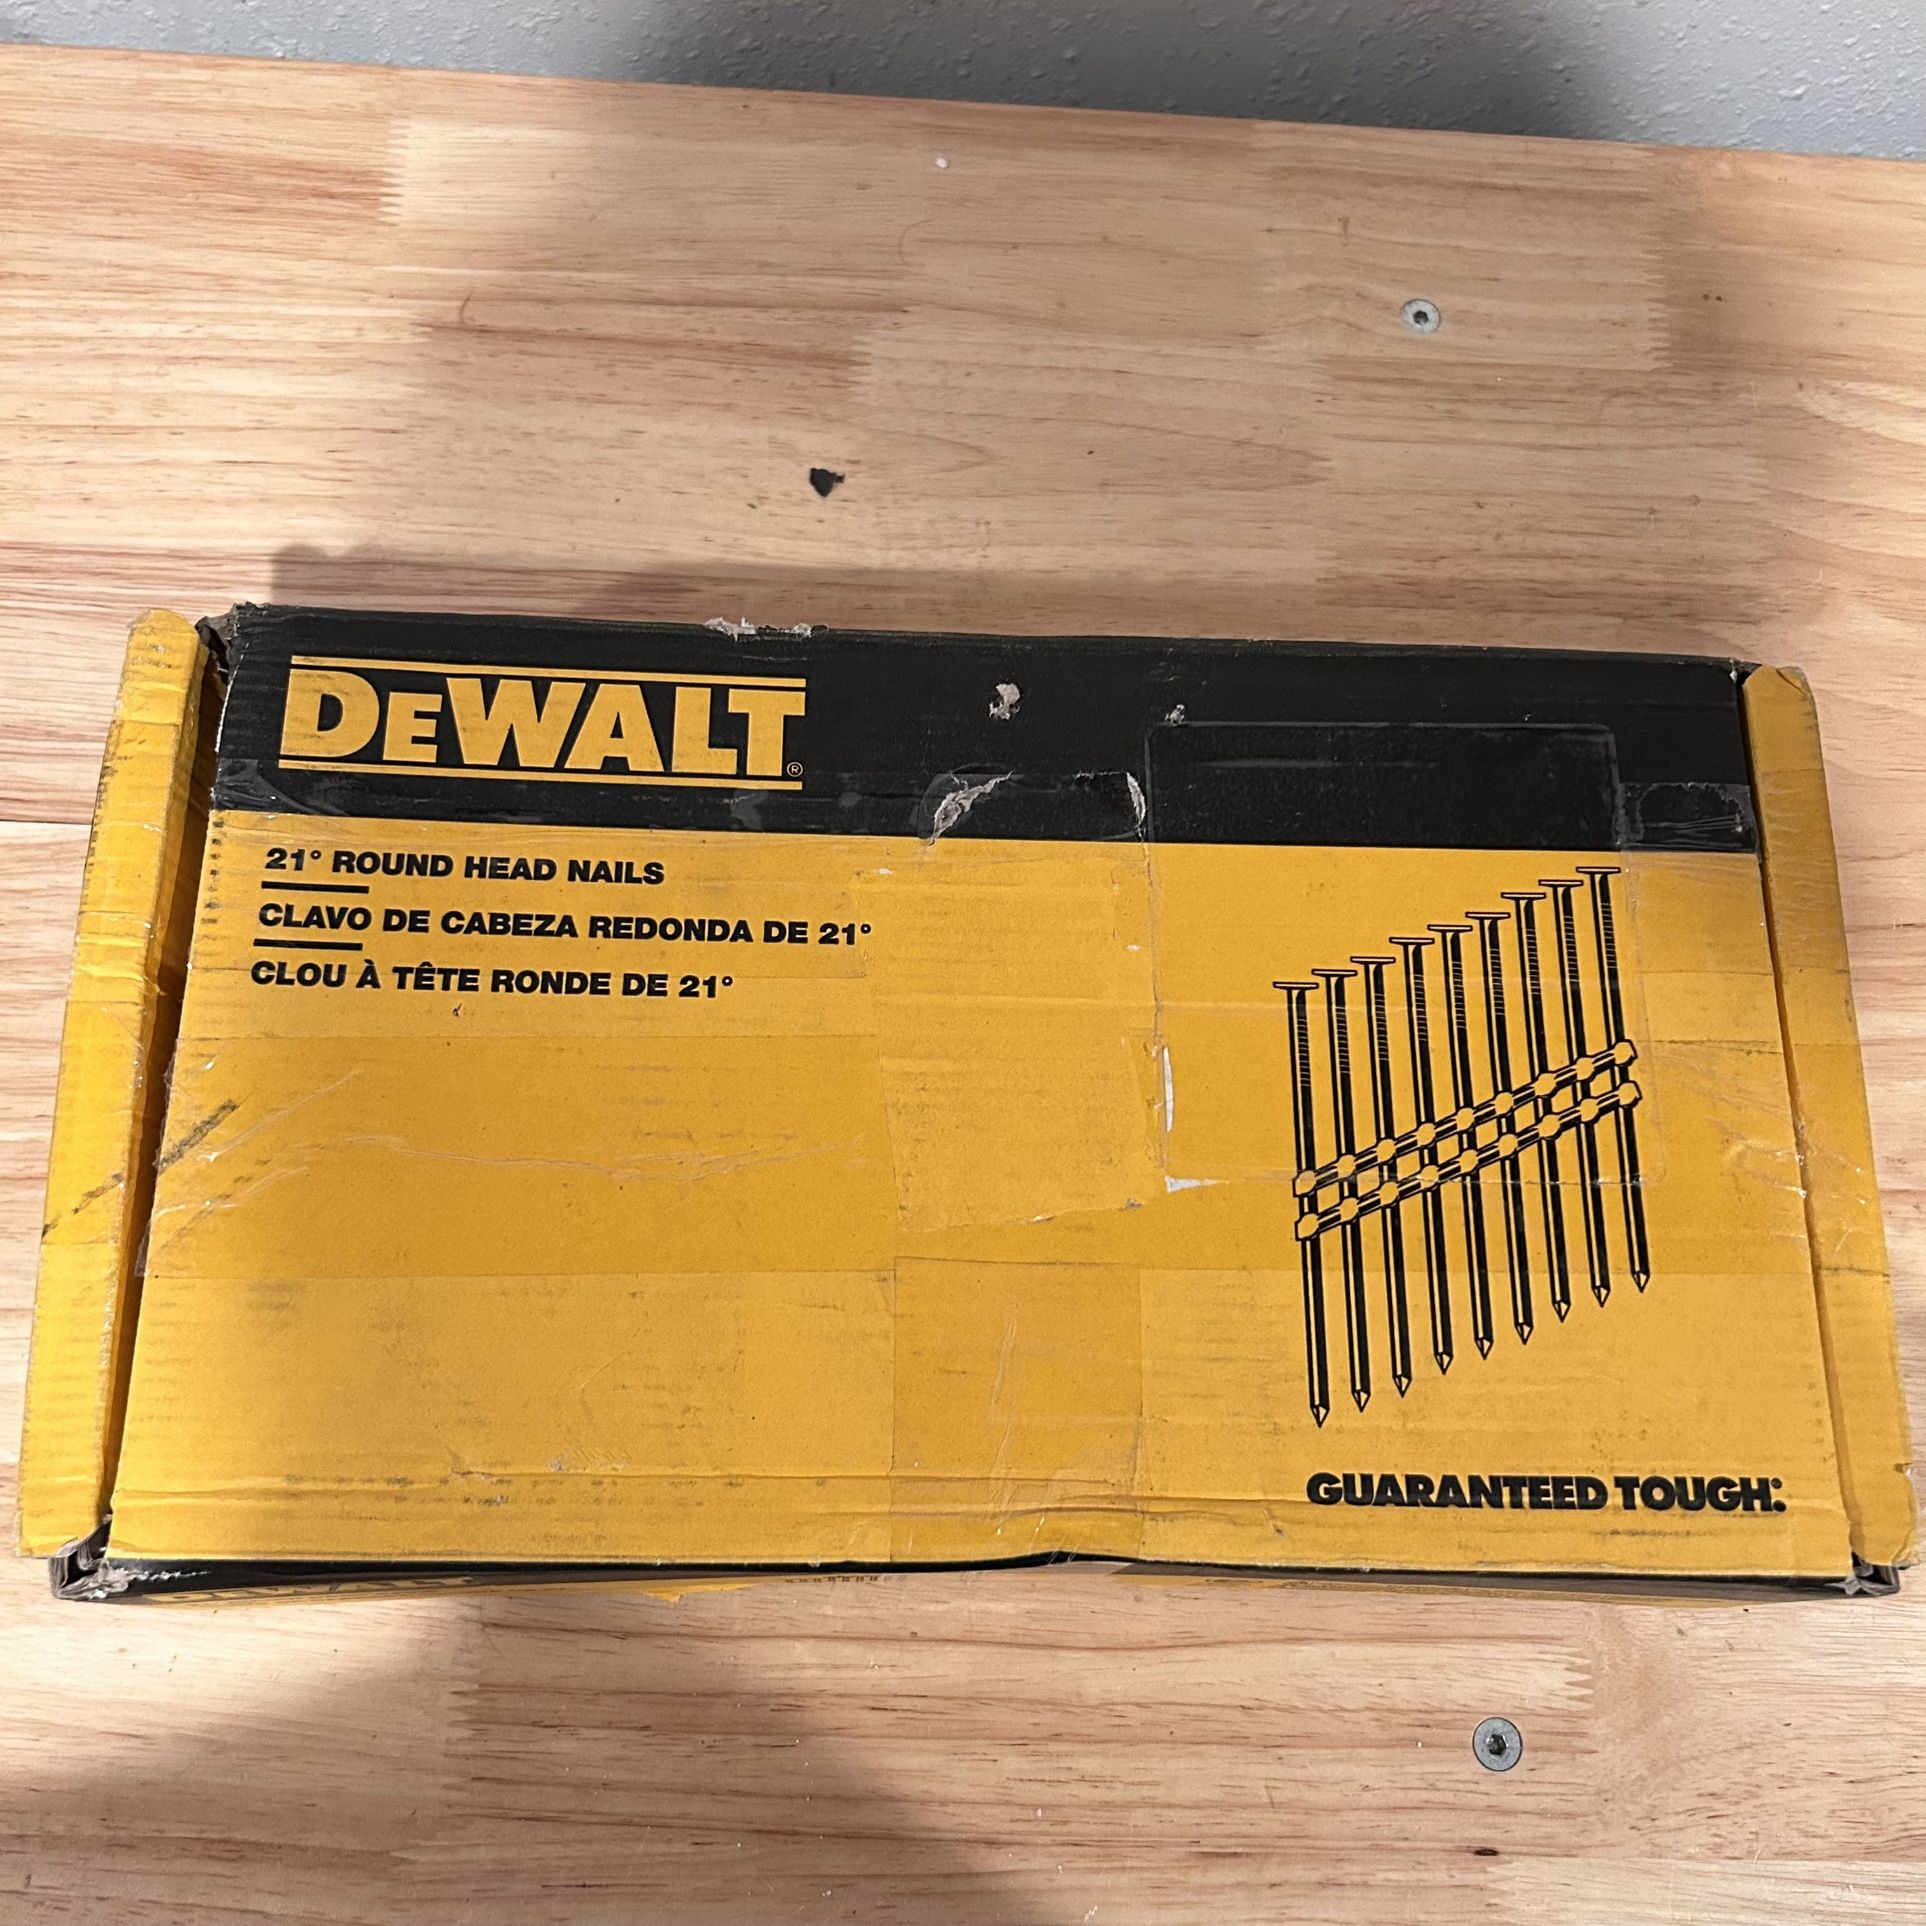 DEWALT®
21° ROUND HEAD NAILS
CLAVO DE CABEZA REDONDA DE 21°
CLOU À TÊTE RONDE DE 21°
GUARANTEED TOUGH®